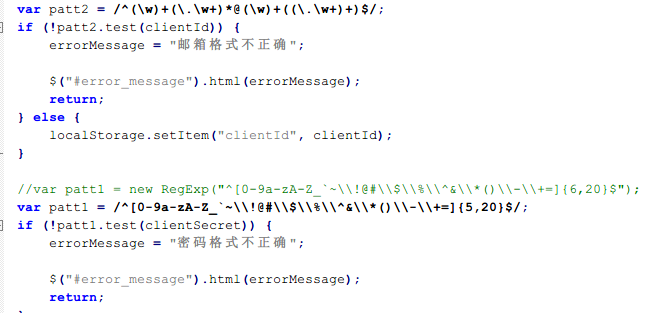 var patt2 = /^(\w)+(\.\w+)*@(\w)+((\.\w+)+)$/;
if (!patt2.test(clientId)) {
errorMessage = "邮箱格式不正确";
$("#error_message").html(errorMessage);
return;
} else {
localStorage.setItem("clientId", clientId);
}
//var patt1 = new RegExp("^[0-9a-zA-Z_`~\\!@#\\$\\%\\^&\\*()\\-\\+=]{6,20}$");
var patt1 = /^[0-9a-zA-Z_`~\\!@#\\$\\%\\^&\\*()\\-\\+=]{5,20}$/;
if (!patt1.test(clientSecret)) {
errorMessage = "密码格式不正确";
$("#error_message").html(errorMessage);
return;